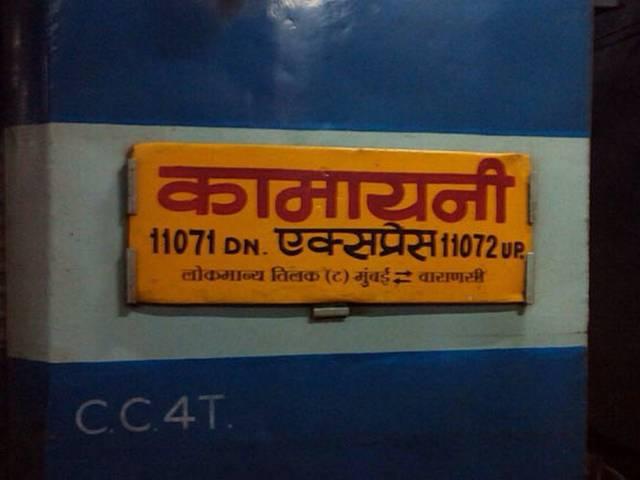 कामायनी
11071 DN. एक्सप्रेस 11072 UP
लोकमान्य तिलक (ट) मुंबई ⇄ वाराणसी
C.C.4T.